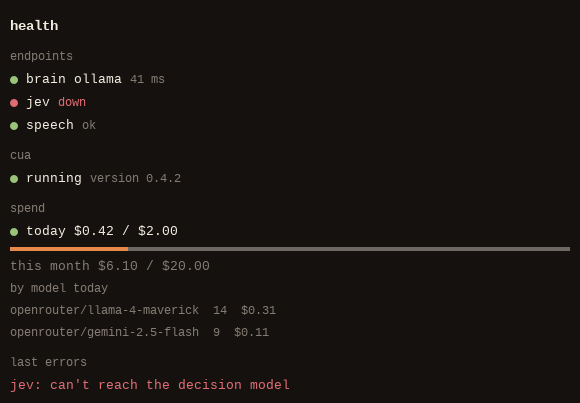 health
endpoints
brain ollama 41 ms
jev down
speech ok
cua
running version 0.4.2
spend
today $0.42 / $2.00
this month $6.10 / $20.00
by model today
openrouter/llama-4-maverick 14 $0.31
openrouter/gemini-2.5-flash 9 $0.11
last errors
jev: can't reach the decision model